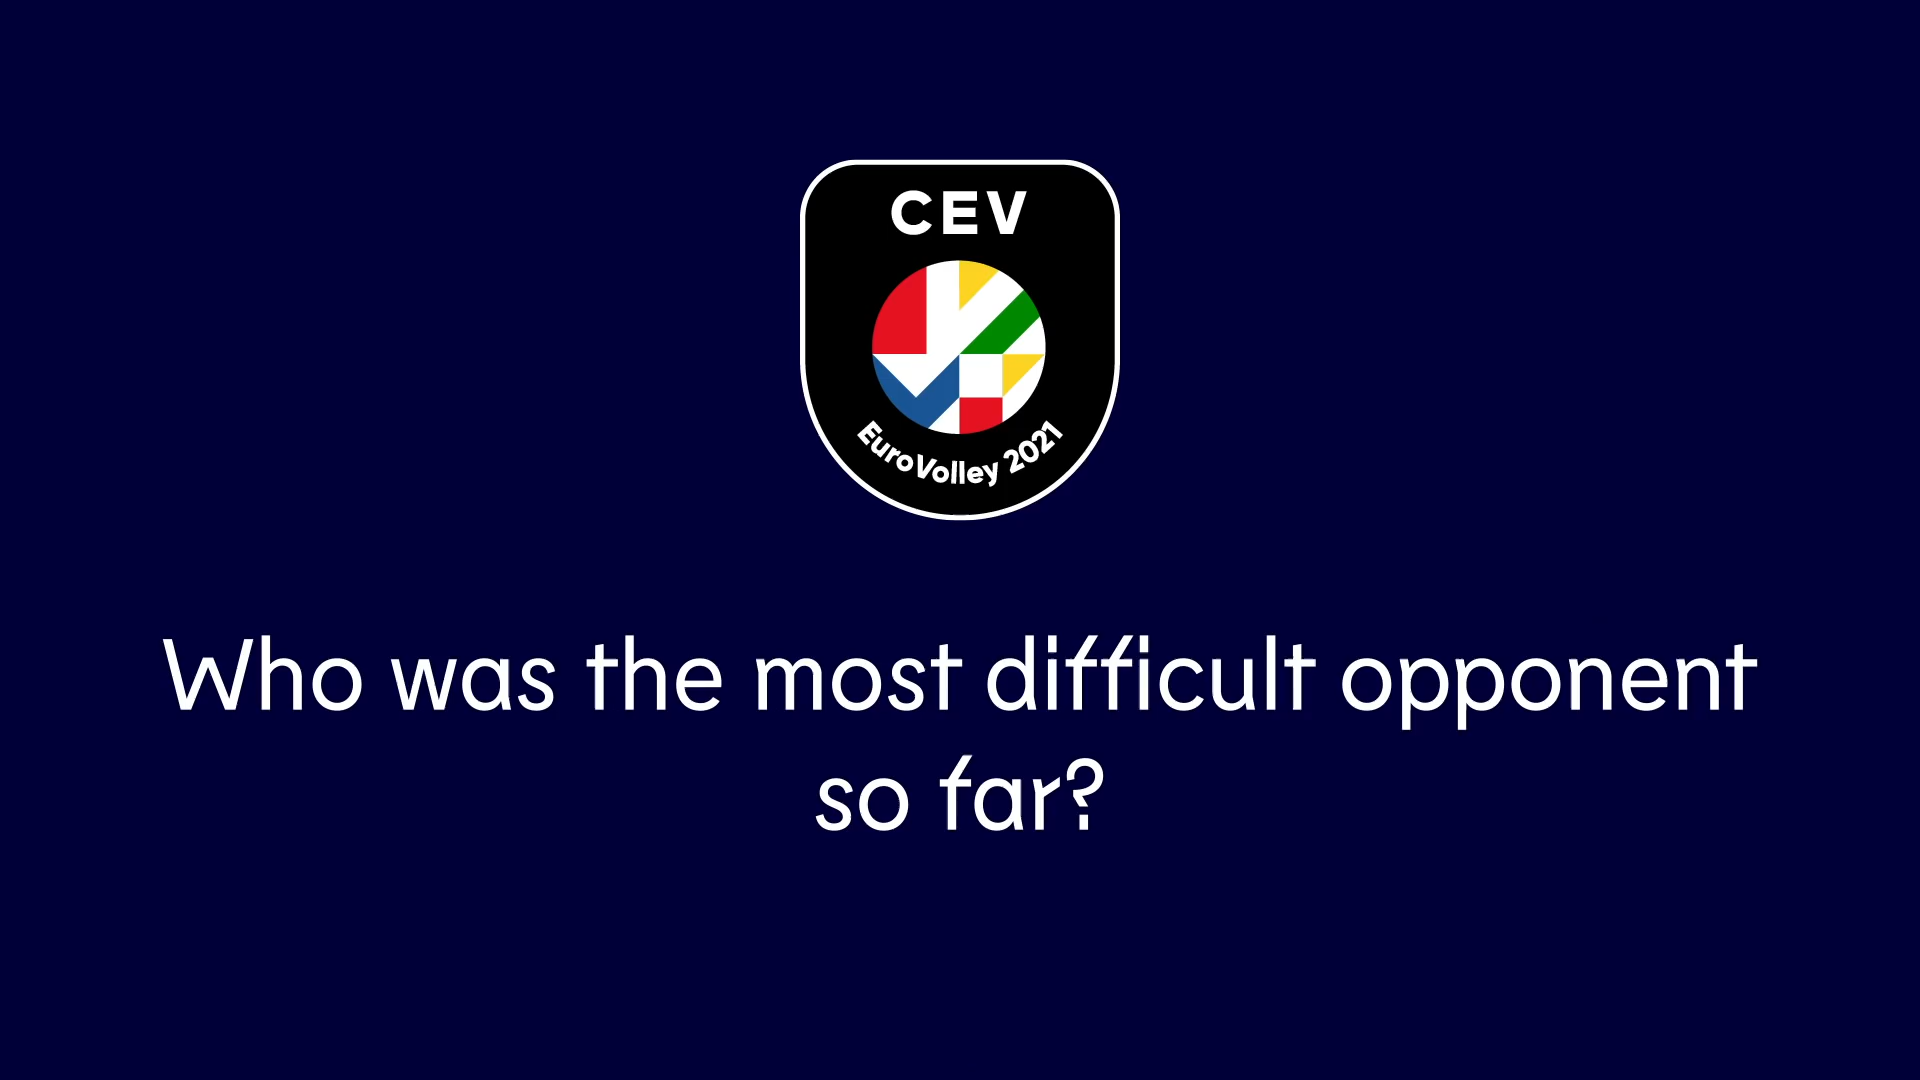 CEV
EuroVolley 2021
Who was the most difficult opponent
so far?